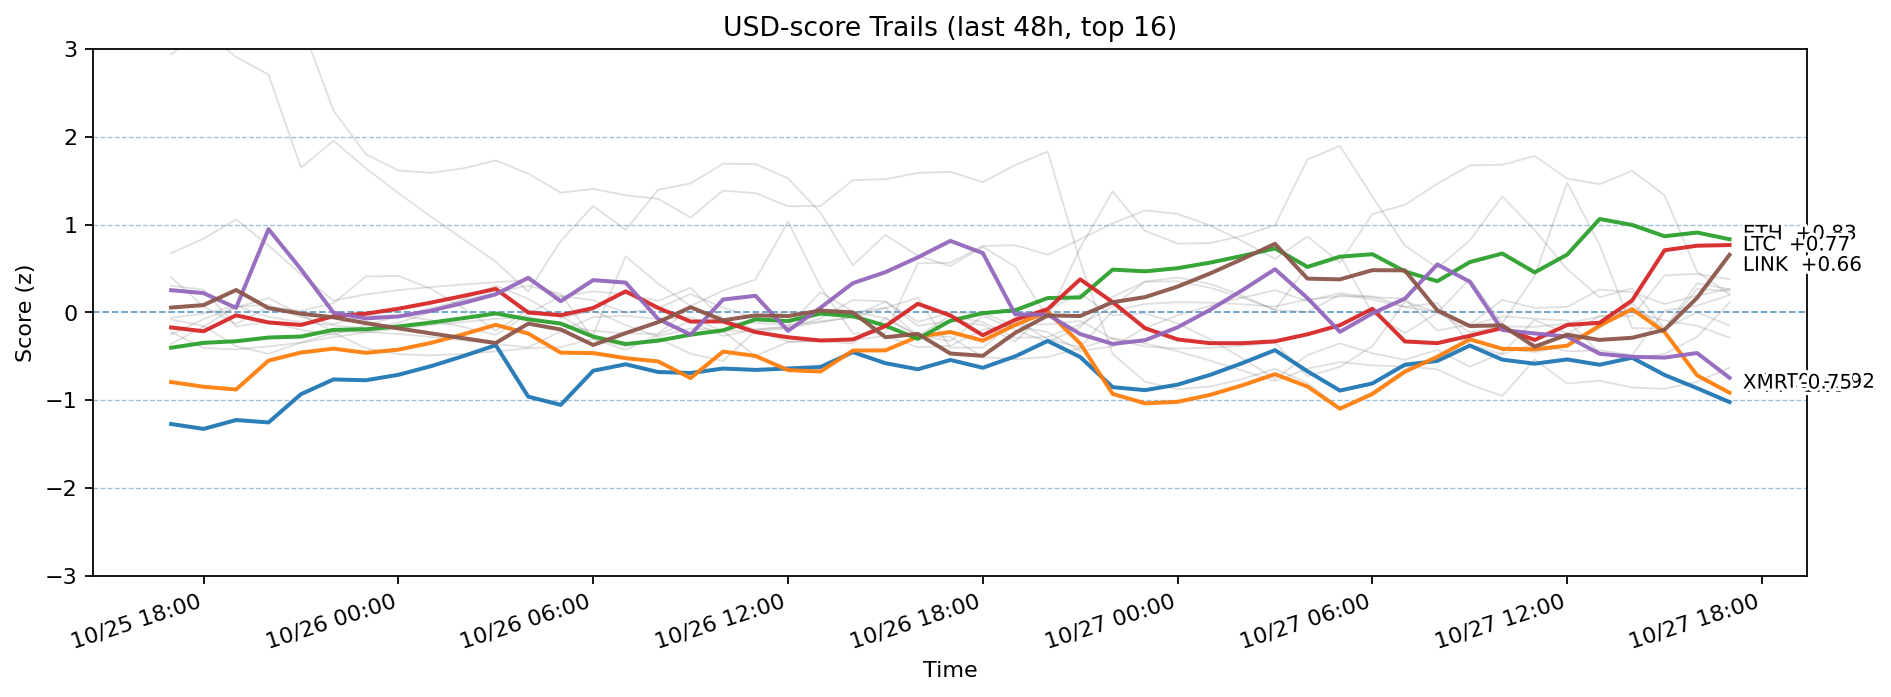 USD-score Trails (last 48h, top 16)
3
2
1
0
−1
−2
−3
Score (z)
ETH +0.83
LTC +0.77
LINK +0.66
XMR -0.75
10/25 18:00
10/26 00:00
10/26 06:00
10/26 12:00
10/26 18:00
10/27 00:00
10/27 06:00
10/27 12:00
10/27 18:00
Time